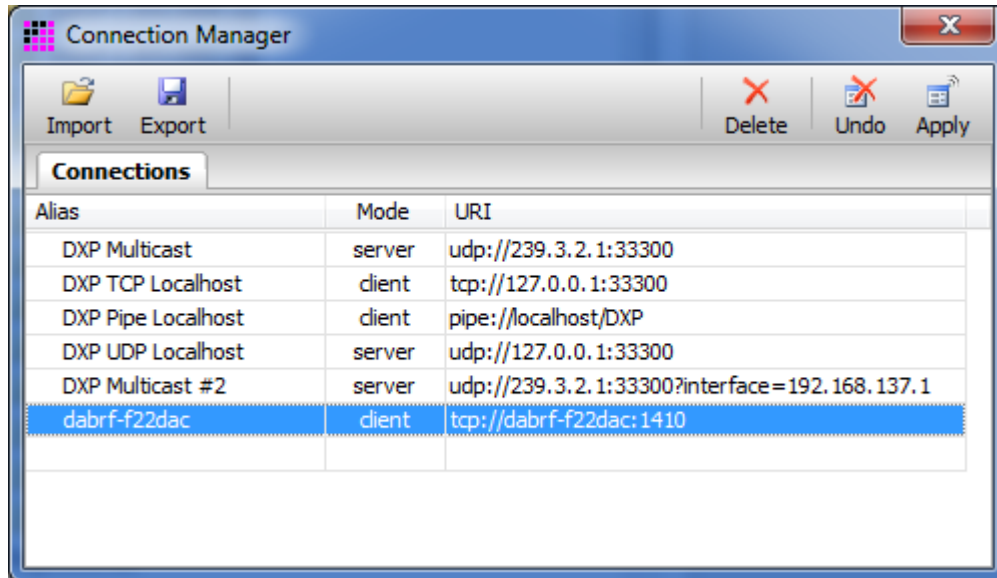 Connection Manager
Import Export Delete Undo Apply
Connections
Alias Mode URI
DXP Multicast server udp://239.3.2.1:33300
DXP TCP Localhost client tcp://127.0.0.1:33300
DXP Pipe Localhost client pipe://localhost/DXP
DXP UDP Localhost server udp://127.0.0.1:33300
DXP Multicast #2 server udp://239.3.2.1:33300?interface=192.168.137.1
dabrf-f22dac client tcp://dabrf-f22dac:1410